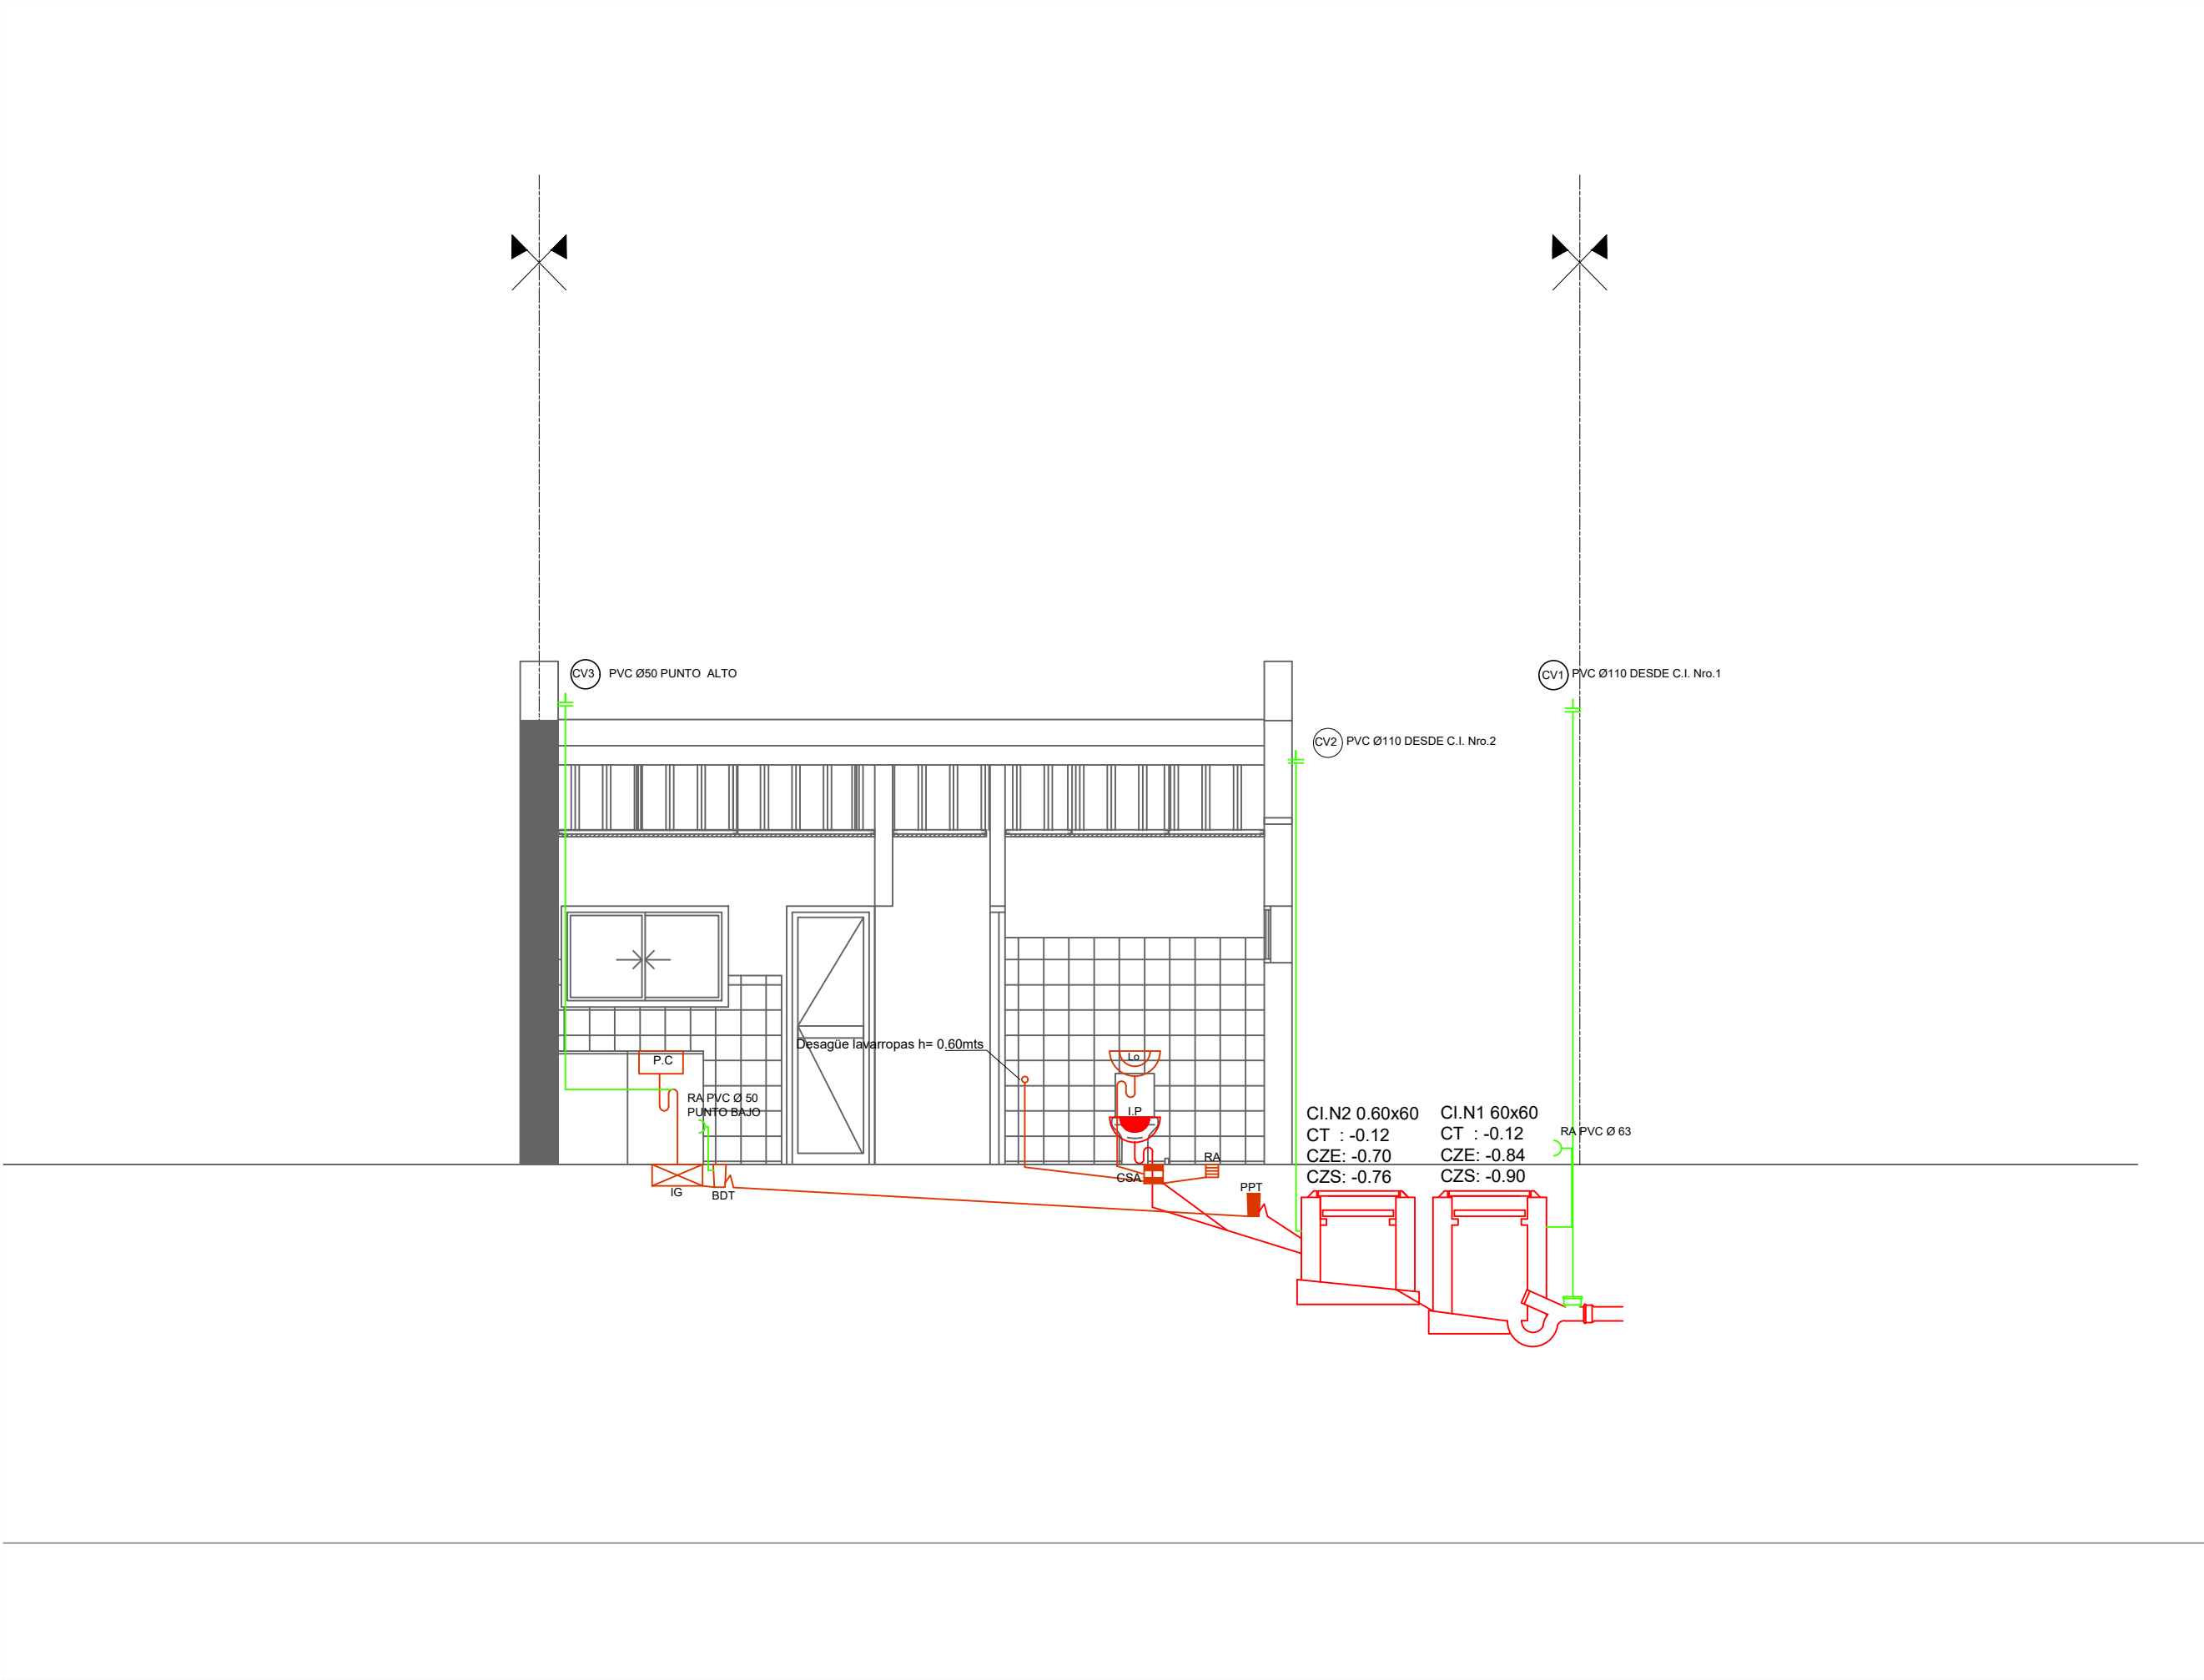 CV3 PVC Ø50 PUNTO  ALTO
CV1 PVC Ø110 DESDE C.I. Nro.1
CV2 PVC Ø110 DESDE C.I. Nro.2
Desagüe lavarropas h= 0.60mts
P.C
Lo
RA PVC Ø 50
PUNTO BAJO
I.P
CI.N2 0.60x60
CT  : -0.12
CZE: -0.70
CZS: -0.76
CI.N1 60x60
CT  : -0.12
CZE: -0.84
CZS: -0.90
RA PVC Ø 63
RA
CSA
PPT
IG
BDT